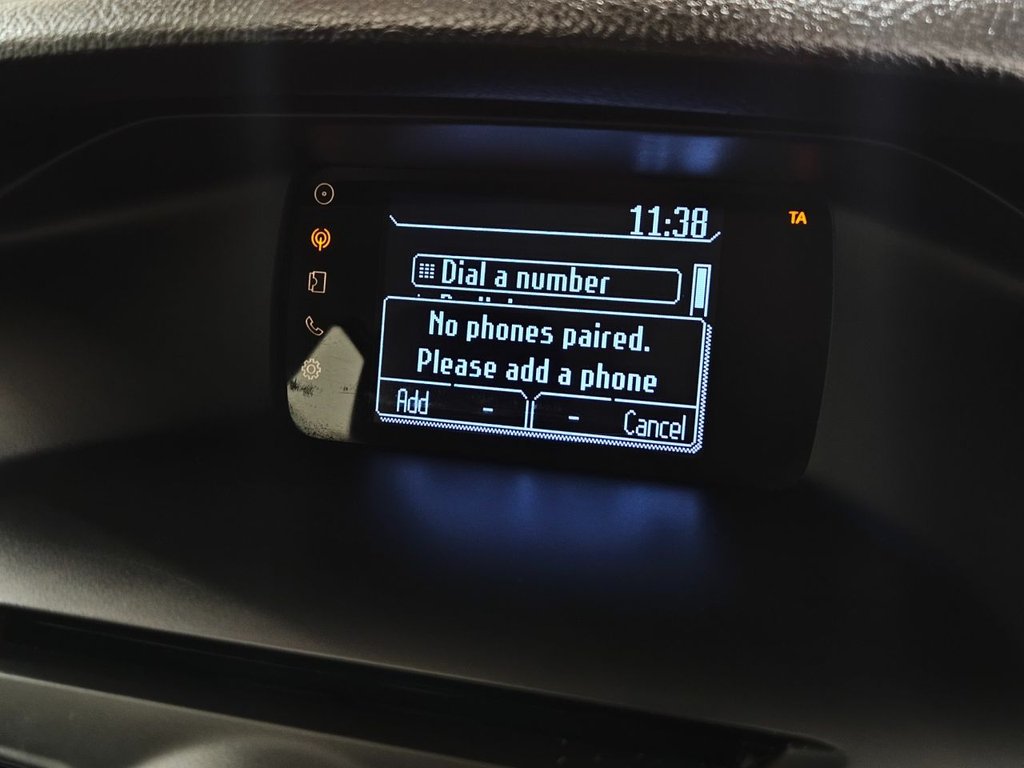 11:38
TA
Dial a number
No phones paired.
Please add a phone
Add - - Cancel